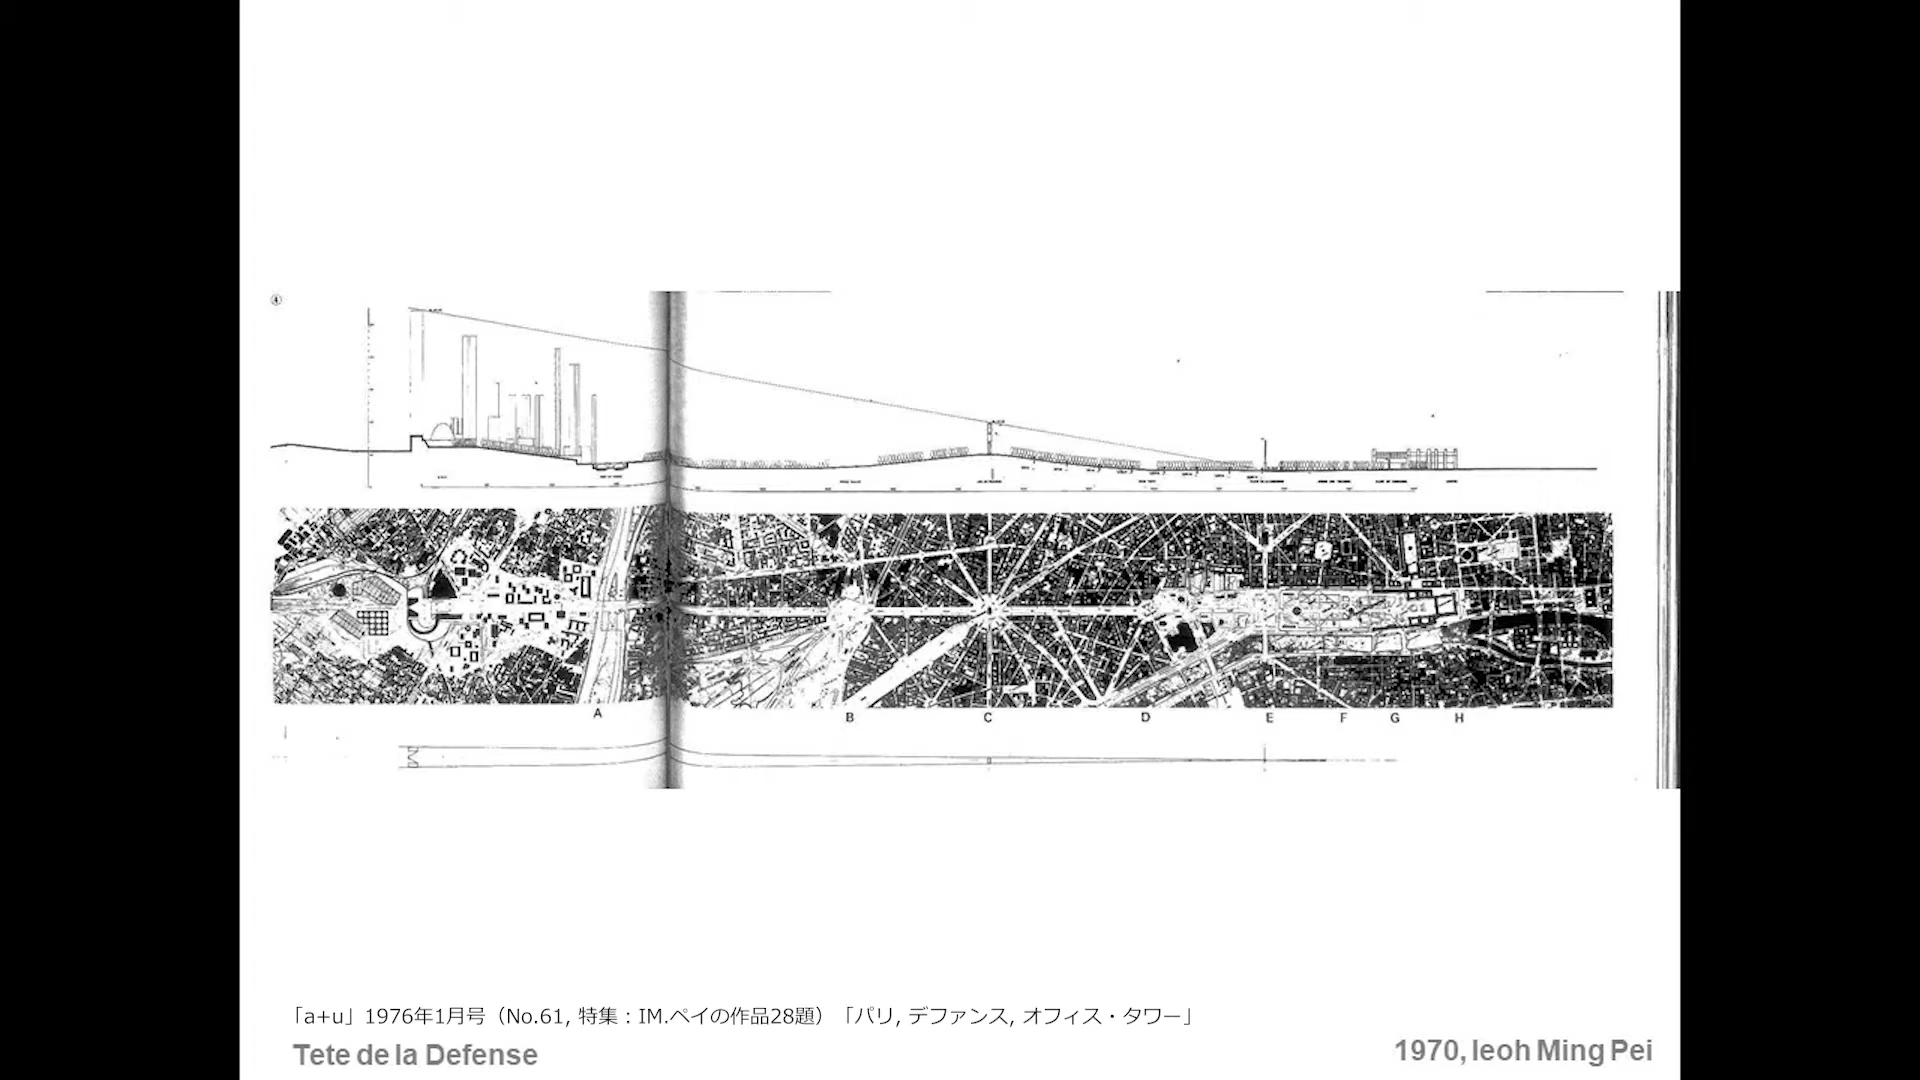 ④
A
B C D E F G H
「a+u」1976年1月号（No.61, 特集：IM.ペイの作品28題）「パリ, デファンス, オフィス・タワー」
Tete de la Defense
1970, Ieoh Ming Pei